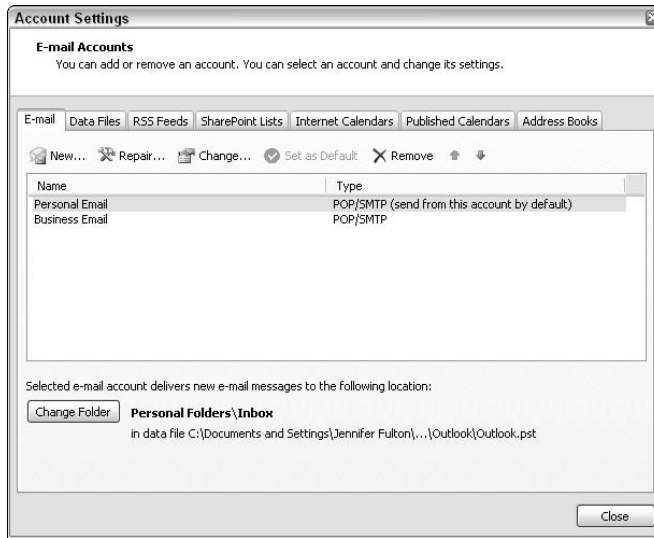 Account Settings
E-mail Accounts
You can add or remove an account. You can select an account and change its settings.
E-mail Data Files RSS Feeds SharePoint Lists Internet Calendars Published Calendars Address Books
New... Repair... Change... Set as Default Remove
Name Type
Personal Email POP/SMTP (send from this account by default)
Business Email POP/SMTP
Selected e-mail account delivers new e-mail messages to the following location:
Change Folder Personal Folders\Inbox
in data file C:\Documents and Settings\Jennifer Fulton\...\Outlook\Outlook.pst
Close